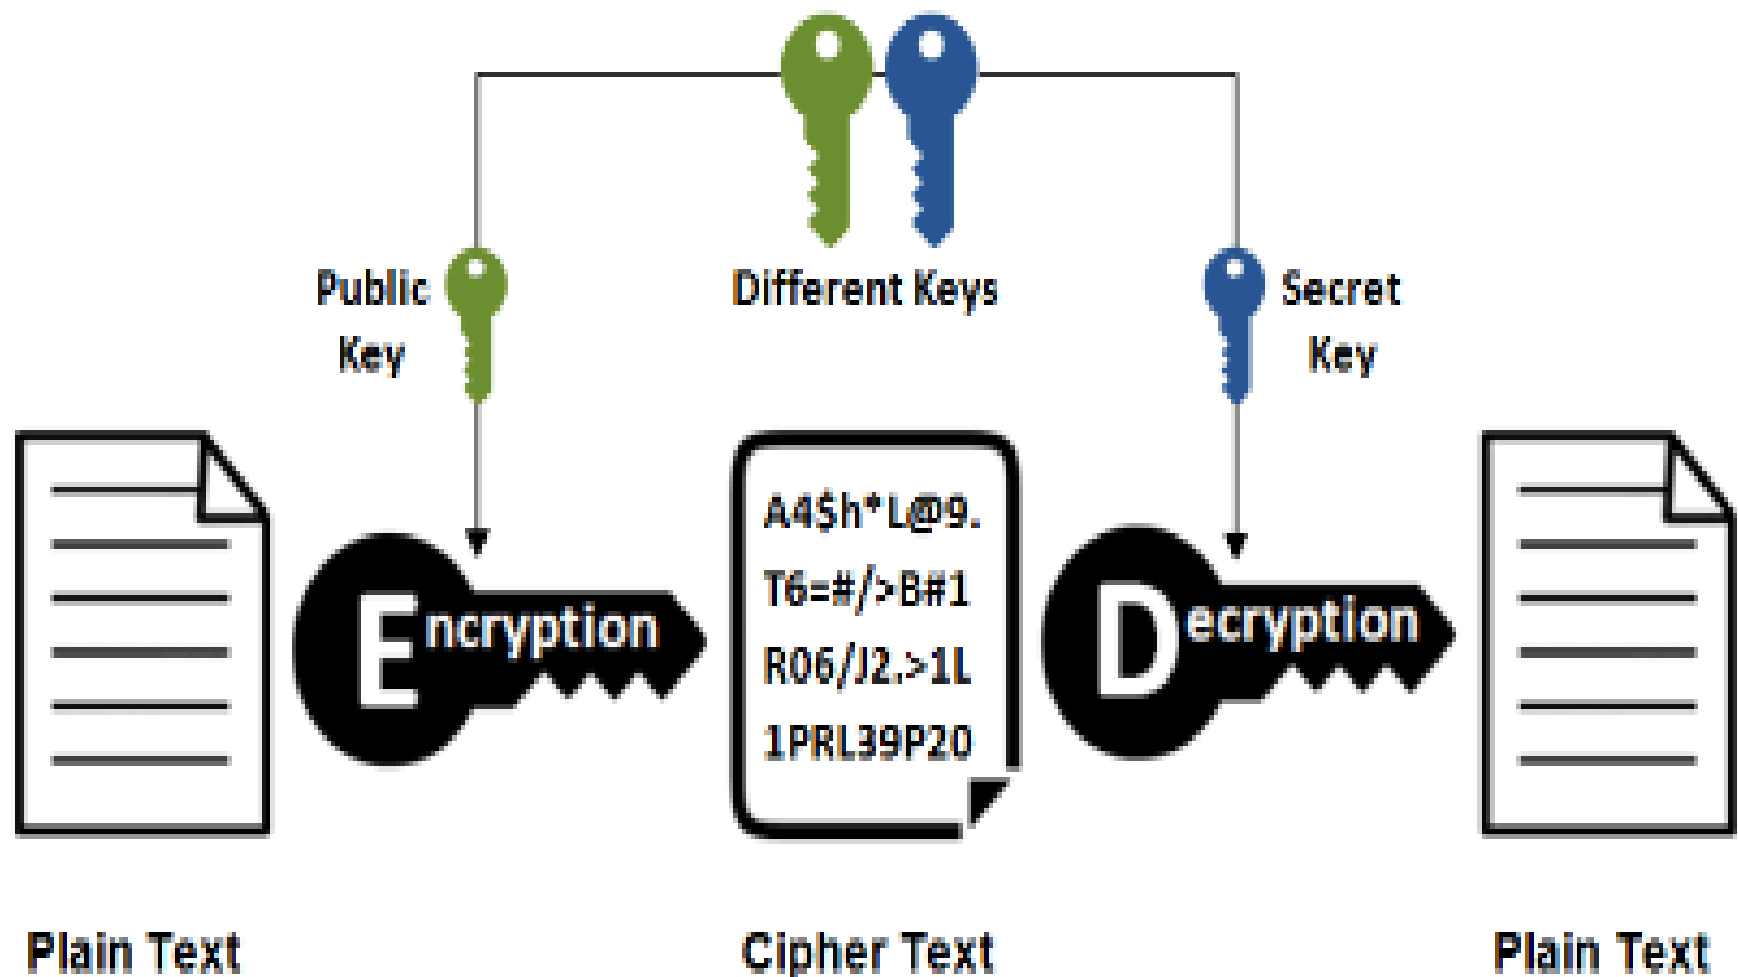 Public
Key
Different Keys
Secret
Key
Encryption
A4$h*L@9.
T6=#/>B#1
R06/J2.>1L
1PRL39P20
Decryption
Plain Text
Cipher Text
Plain Text